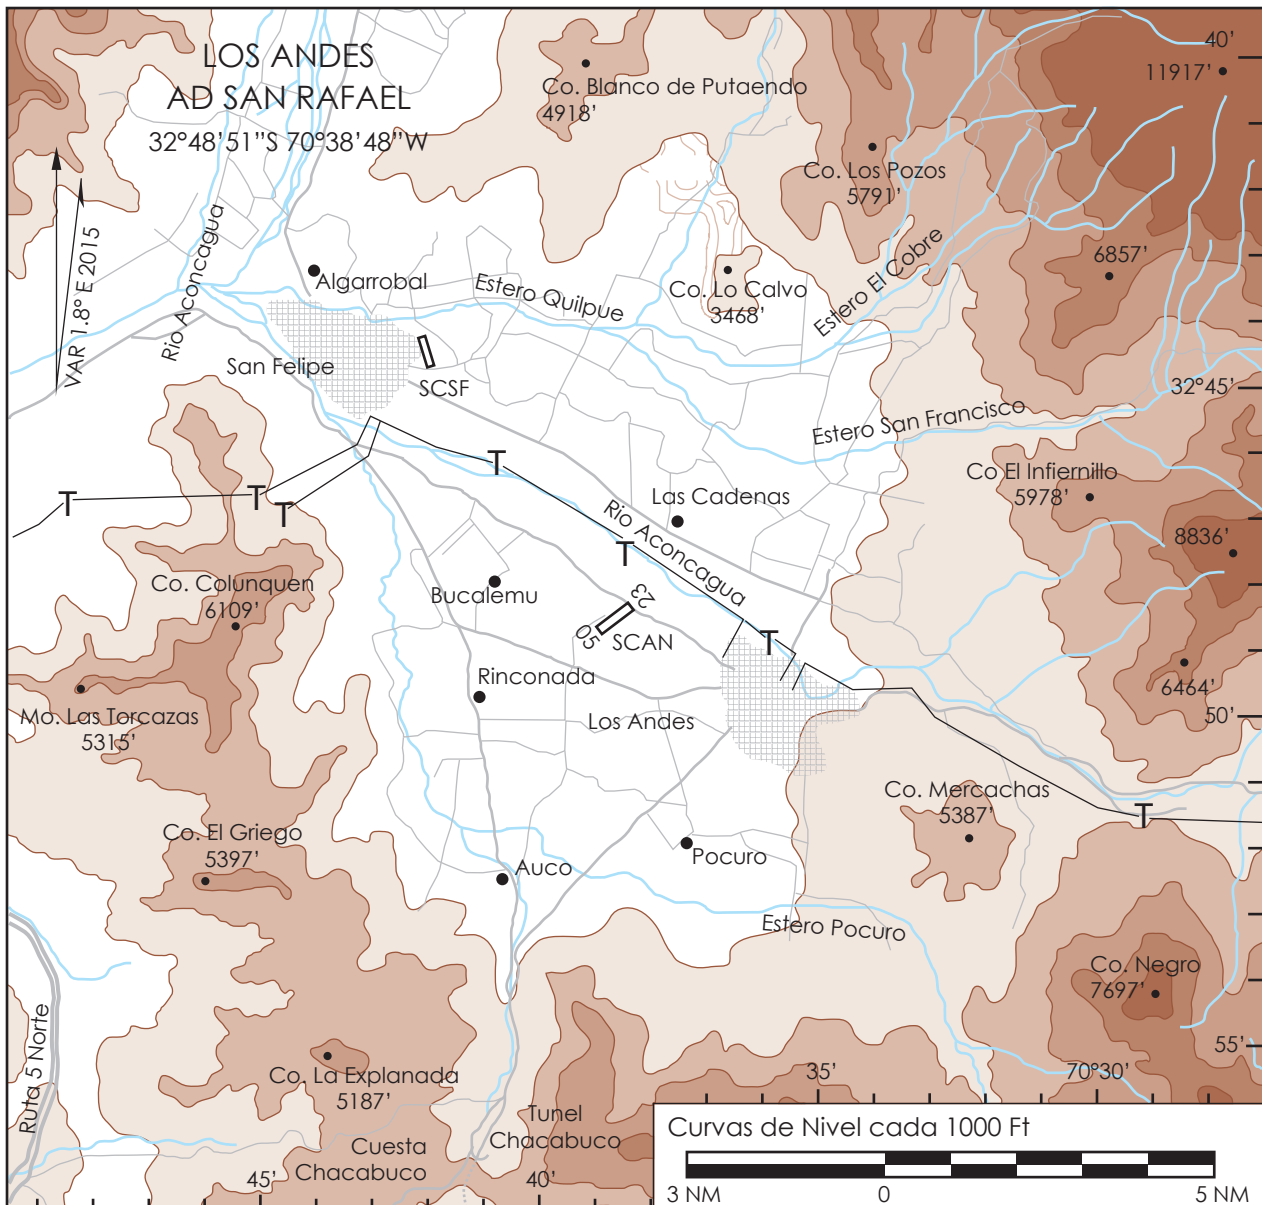 LOS ANDES
AD SAN RAFAEL
32°48'51''S 70°38'48''W
40'
11917'
Co. Blanco de Putaendo
4918'
Co. Los Pozos
5791'
VAR 1.8° E 2015
Rio Aconcagua
Algarrobal
Estero Quilpue
Co. Lo Calvo
3468'
Estero El Cobre
6857'
San Felipe
SCSF
32°45'
Estero San Francisco
T
T
T
T
Las Cadenas
Co El Infiernillo
5978'
Rio Aconcagua
8836'
T
Co. Colunquen
6109'
Bucalemu
23
05
SCAN
T
Rinconada
6464'
Mo. Las Torcazas
5315'
Los Andes
50'
Co. Mercachas
5387'
T
Co. El Griego
5397'
Auco
Pocuro
Estero Pocuro
Co. Negro
7697'
Ruta 5 Norte
55'
Co. La Explanada
5187'
35'
70°30'
Tunel
Chacabuco
Cuesta
Chacabuco
45'
40'
Curvas de Nivel cada 1000 Ft
3 NM 0 5 NM